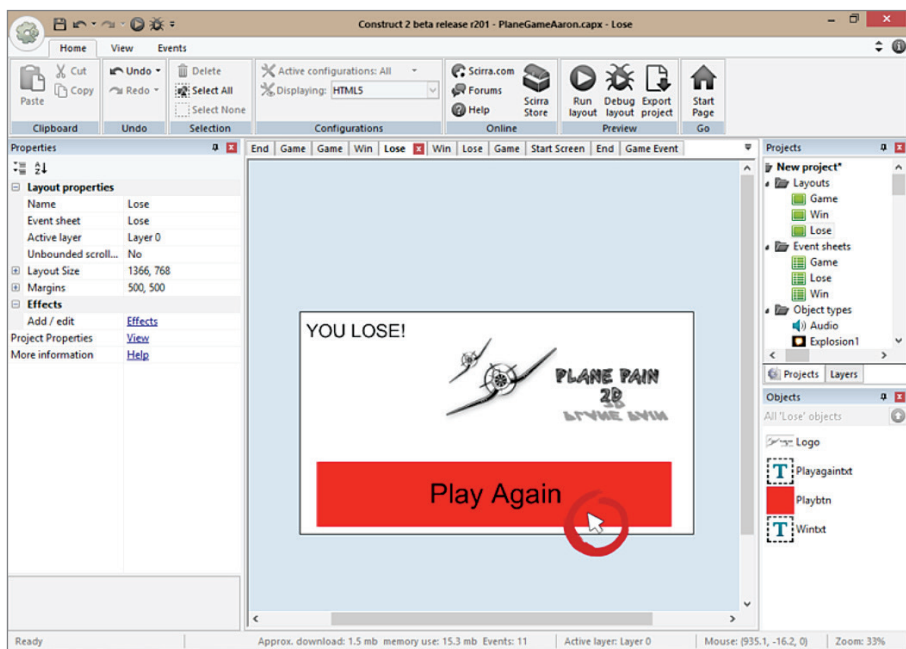 Construct 2 beta release r201 - PlaneGameAaron.capx - Lose
Home View Events
Paste
Cut
Copy
Clipboard
Undo
Redo
Undo
Delete
Select All
Select None
Selection
Active configurations: All
Displaying: HTML5
Configurations
Scirra.com
Forums
Help
Scirra
Store
Online
Run
layout
Debug
layout
Export
project
Preview
Start
Page
Go
Properties
Layout properties
Name Lose
Event sheet Lose
Active layer Layer 0
Unbounded scroll... No
Layout Size 1366, 768
Margins 500, 500
Effects
Add / edit Effects
Project Properties View
More information Help
End Game Game Win Lose Win Lose Game Start Screen End Game Event
YOU LOSE!
PLANE PAIN
2D
PLANE PAIN
Play Again
Projects
New project*
Layouts
Game
Win
Lose
Event sheets
Game
Lose
Win
Object types
Audio
Explosion1
Projects Layers
Objects
All 'Lose' objects
Logo
Playagaintxt
Playbtn
Wintxt
Ready
Approx. download: 1.5 mb memory use: 15.3 mb Events: 11
Active layer: Layer 0
Mouse: (935.1, -16.2, 0)
Zoom: 33%